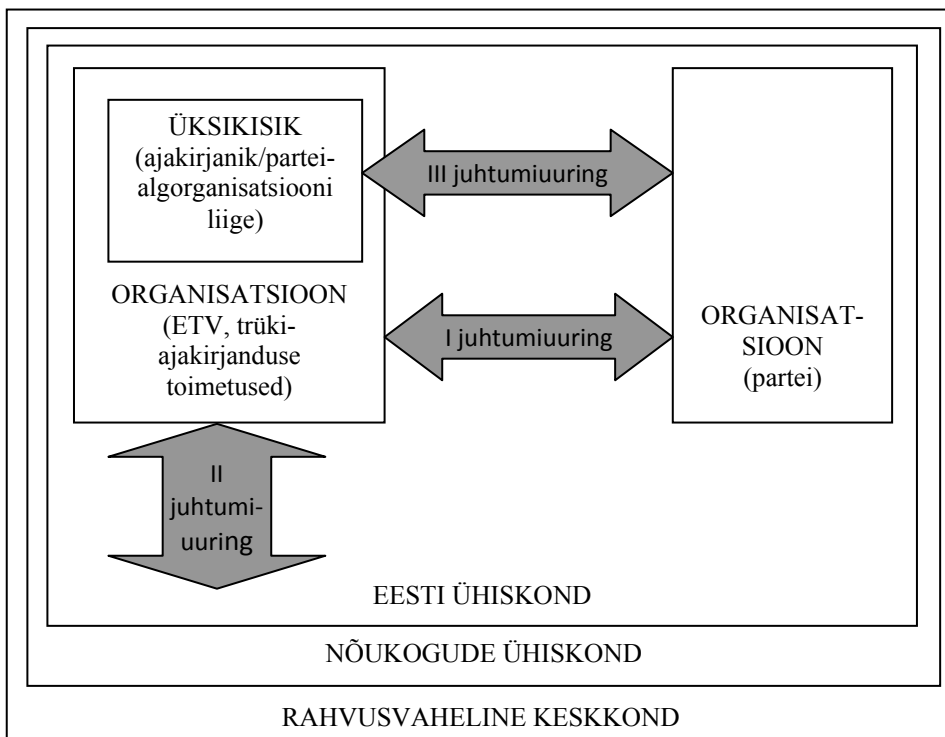 ÜKSIKISIK
(ajakirjanik/partei-
algorganisatsiooni
liige)
III juhtumiuuring
ORGANISATSIOON
(ETV, trüki-
ajakirjanduse
toimetused)
I juhtumiuuring
ORGANISAT-
SIOON
(partei)
II
juhtumi-
uuring
EESTI ÜHISKOND
NÕUKOGUDE ÜHISKOND
RAHVUSVAHELINE KESKKOND